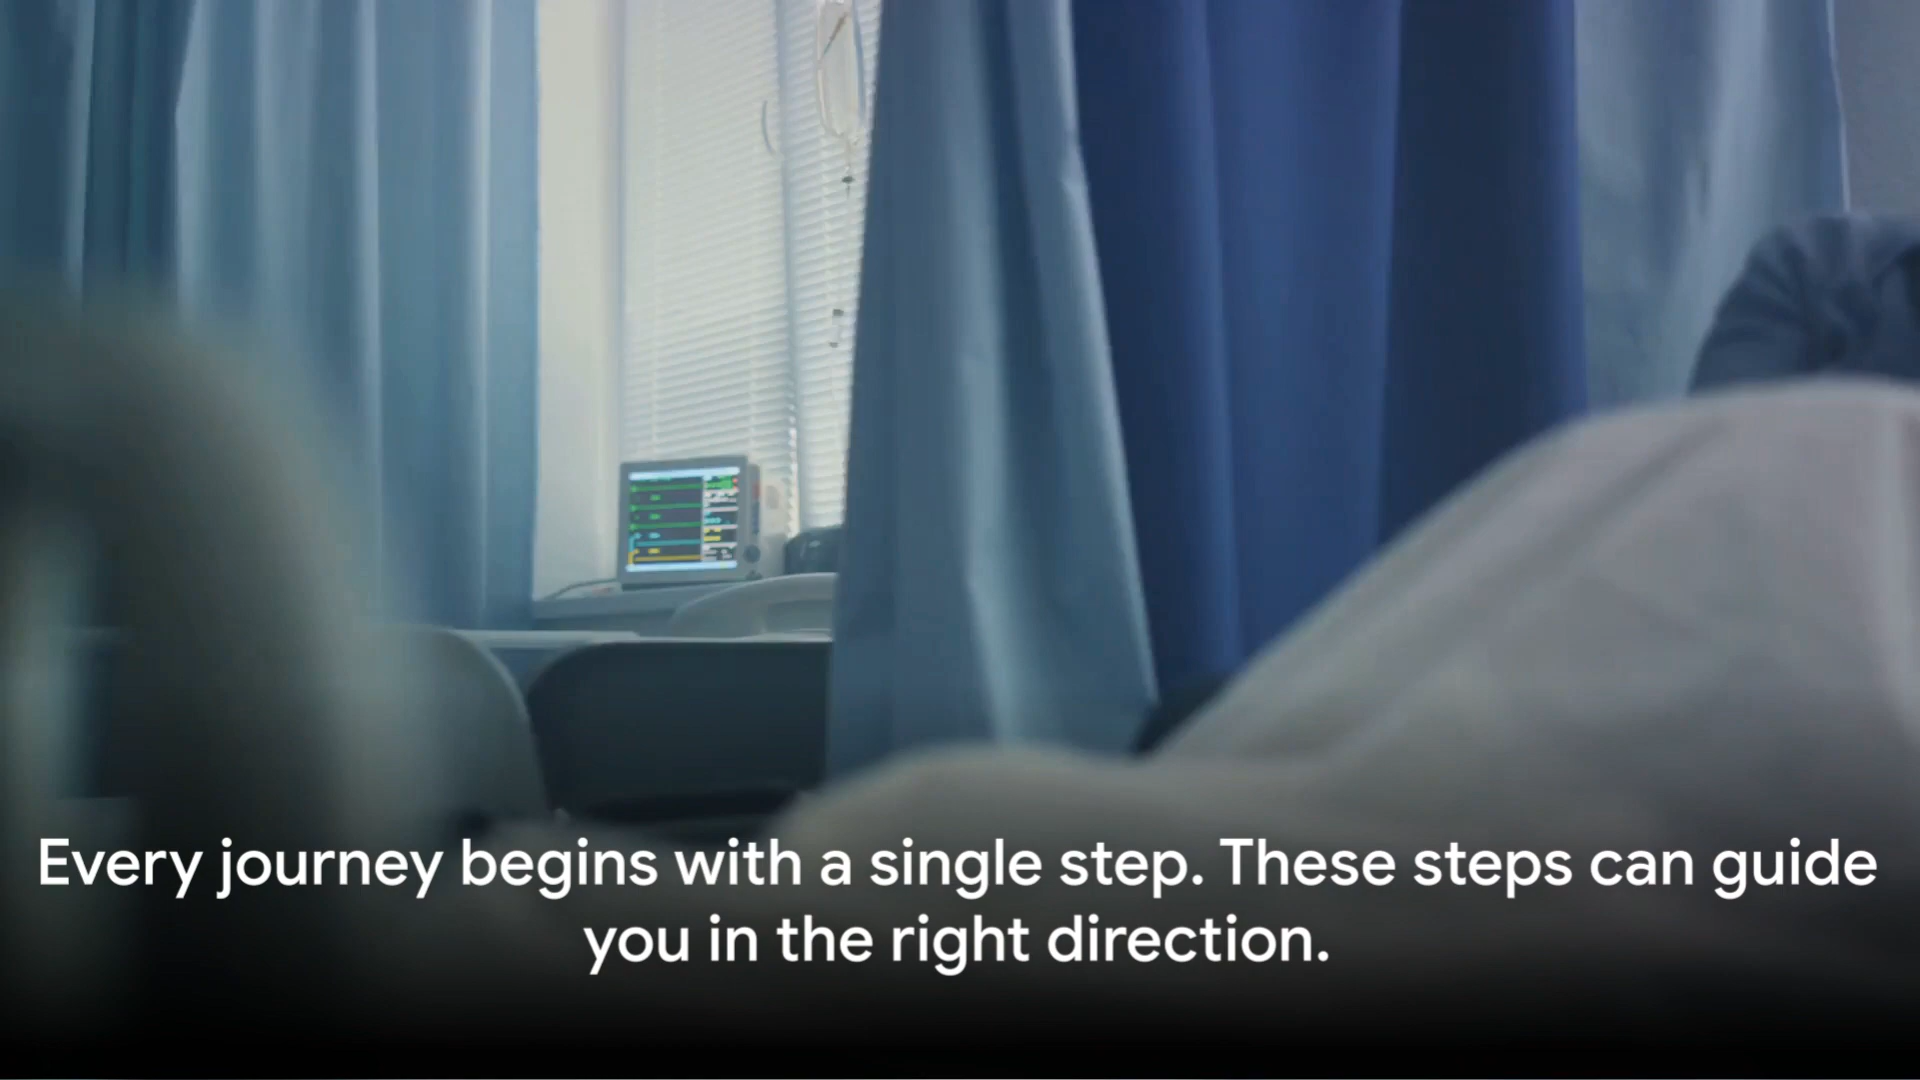 Every journey begins with a single step. These steps can guide
you in the right direction.